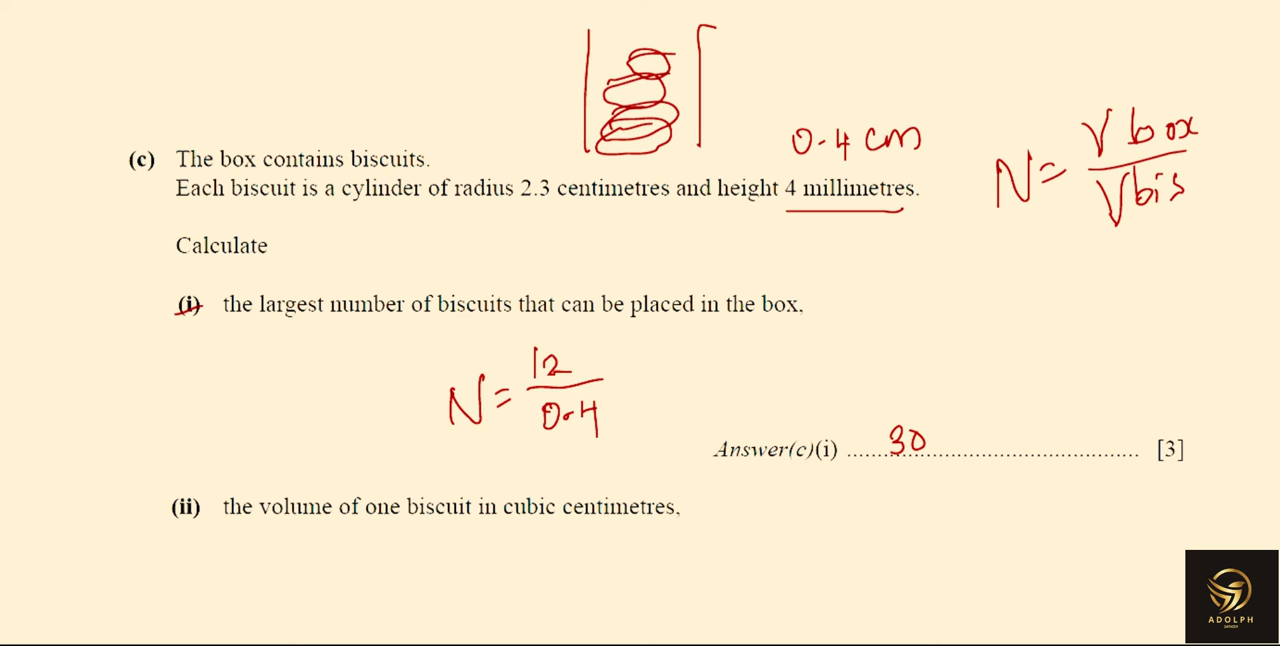 0.4 cm
N = V box / V bis
(c) The box contains biscuits.
Each biscuit is a cylinder of radius 2.3 centimetres and height 4 millimetres.
Calculate
(i) the largest number of biscuits that can be placed in the box,
N = 12 / 0.4
Answer(c)(i) ...... 30 ........................................ [3]
(ii) the volume of one biscuit in cubic centimetres,
ADOLPH